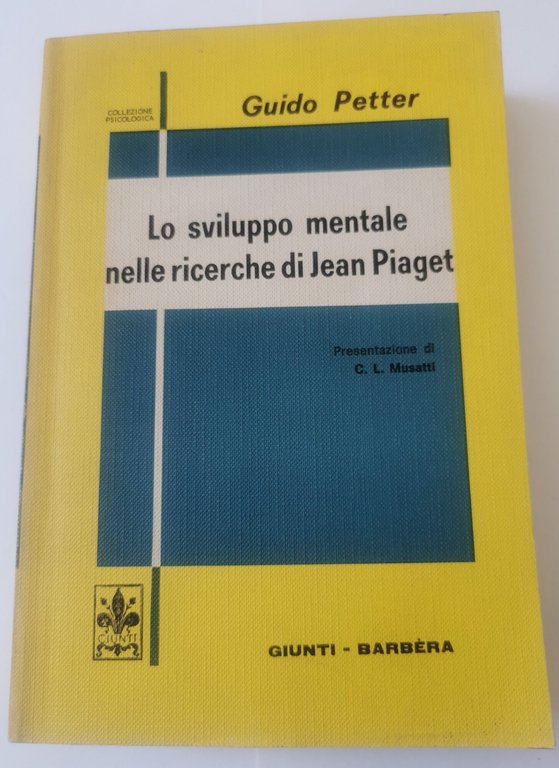 COLLEZIONE
PSICOLOGICA
Guido Petter
Lo sviluppo mentale
nelle ricerche di Jean Piaget
Presentazione di
C. L. Musatti
GIUNTI
GIUNTI - BARBÈRA